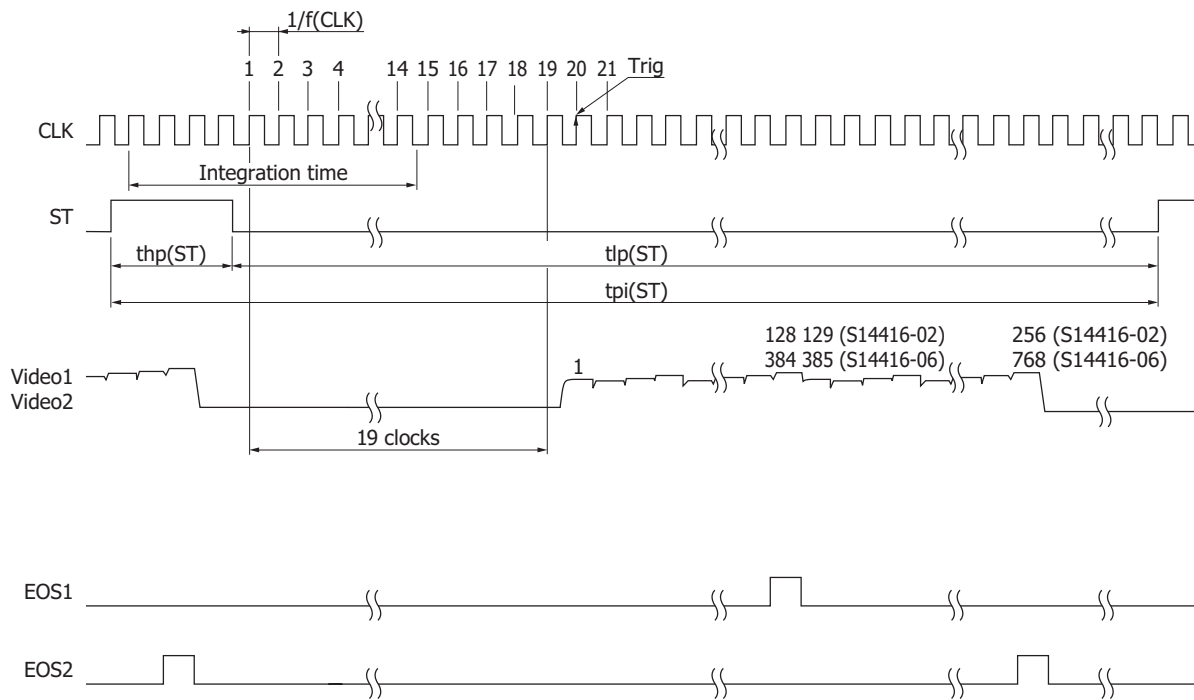 1/f(CLK)
1 2 3 4 14 15 16 17 18 19 20 21 Trig
CLK
Integration time
ST
thp(ST) tlp(ST)
tpi(ST)
128 129 (S14416-02) 256 (S14416-02)
384 385 (S14416-06) 768 (S14416-06)
Video1 1
Video2
19 clocks
EOS1
EOS2